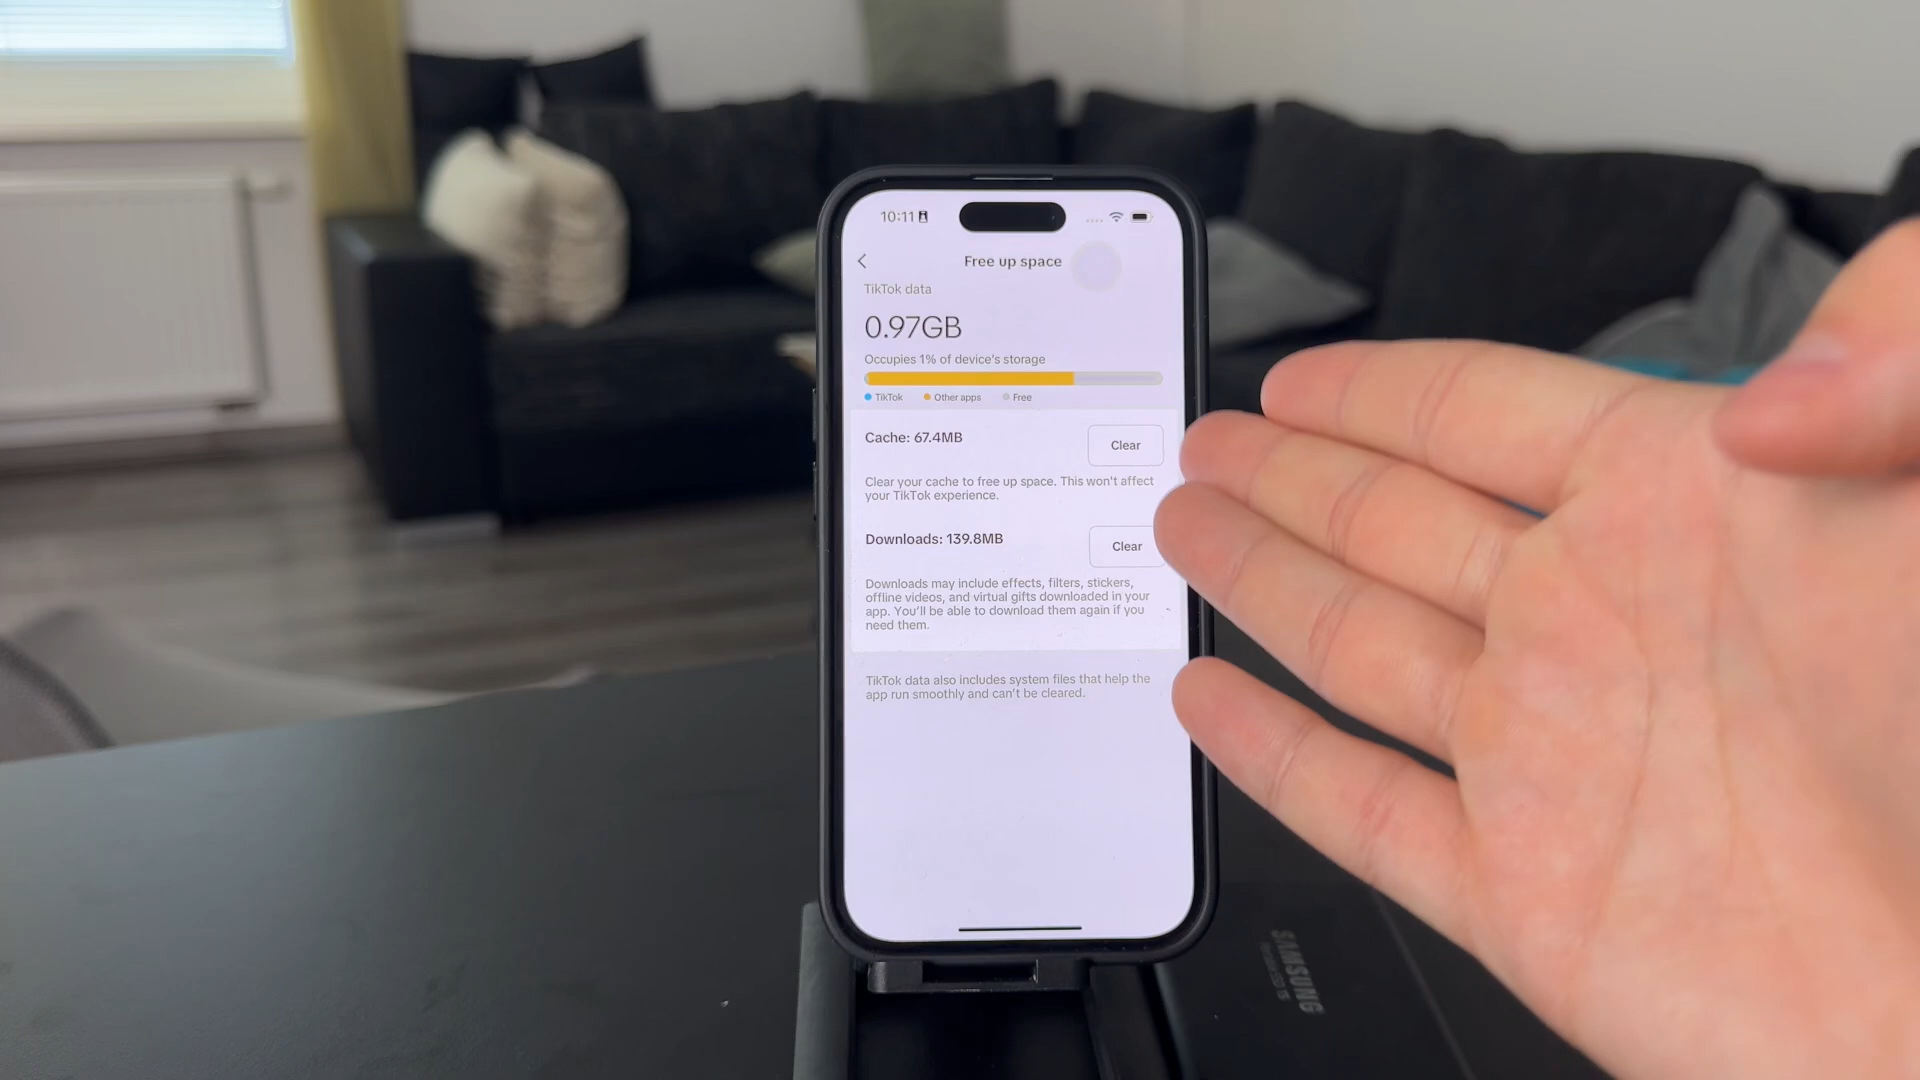 10:11
Free up space
TikTok data
0.97GB
Occupies 1% of device's storage
TikTok Other apps Free
Cache: 67.4MB
Clear
Clear your cache to free up space. This won't affect
your TikTok experience.
Downloads: 139.8MB
Clear
Downloads may include effects, filters, stickers,
offline videos, and virtual gifts downloaded in your
app. You'll be able to download them again if you
need them.
TikTok data also includes system files that help the
app run smoothly and can't be cleared.
SAMSUNG